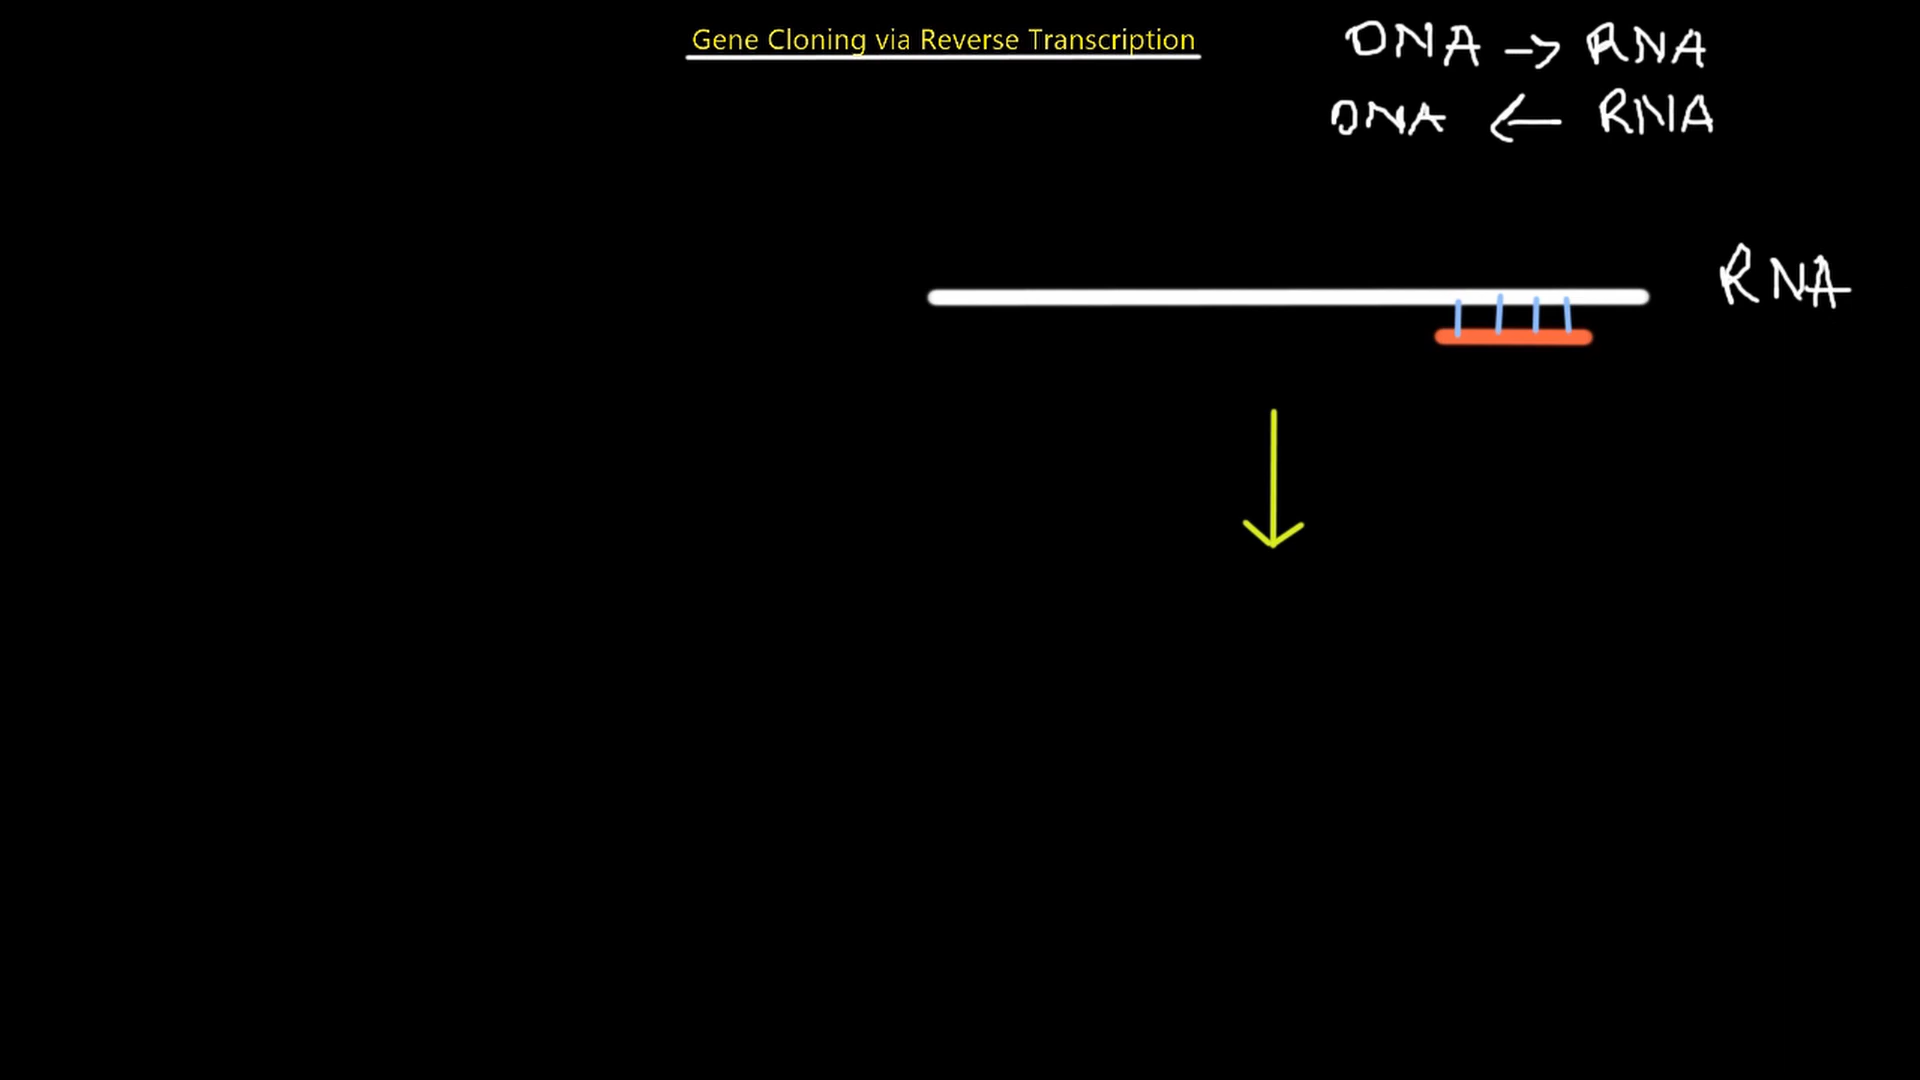 Gene Cloning via Reverse Transcription
DNA → RNA
DNA ← RNA
RNA